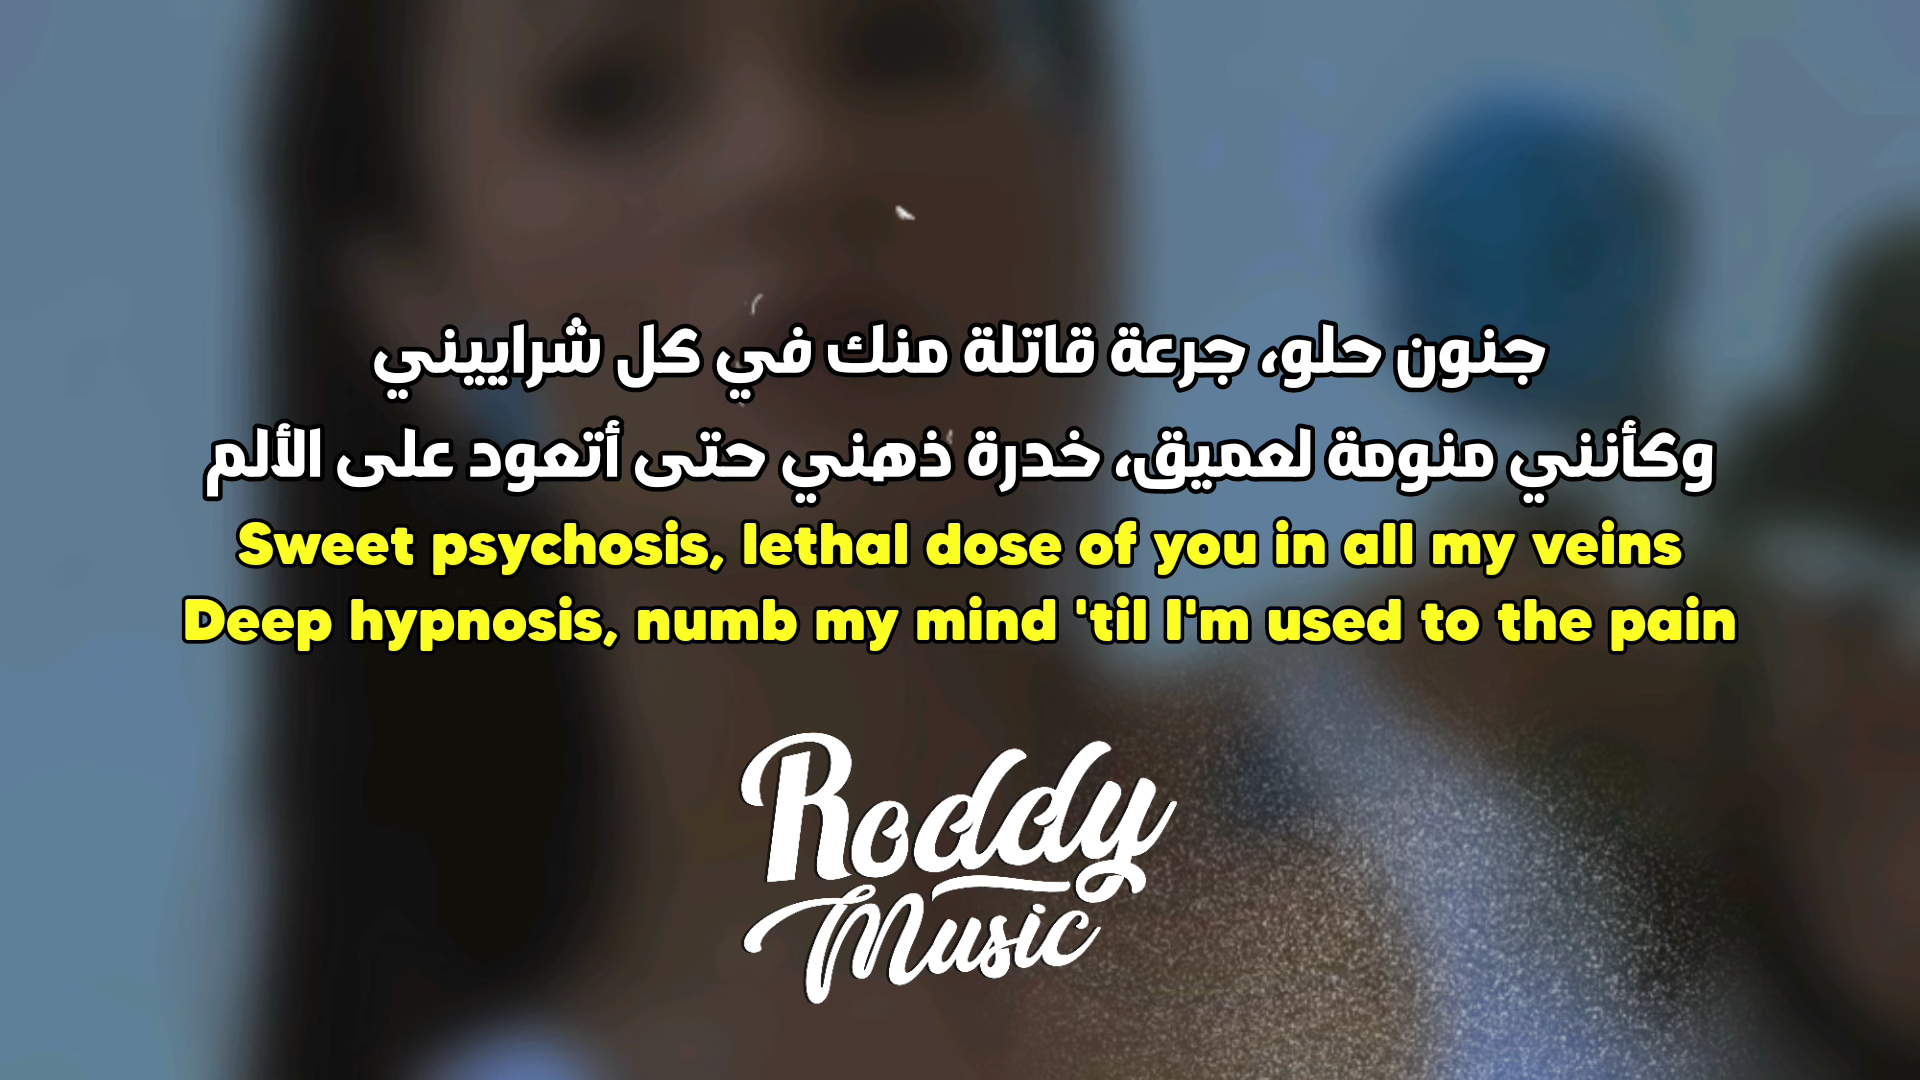 جنون حلو، جرعة قاتلة منك في كل شراييني
وكأنني منومة لعميق، خدرة ذهني حتى أتعود على الألم
Sweet psychosis, lethal dose of you in all my veins
Deep hypnosis, numb my mind 'til I'm used to the pain
Roddy
Music